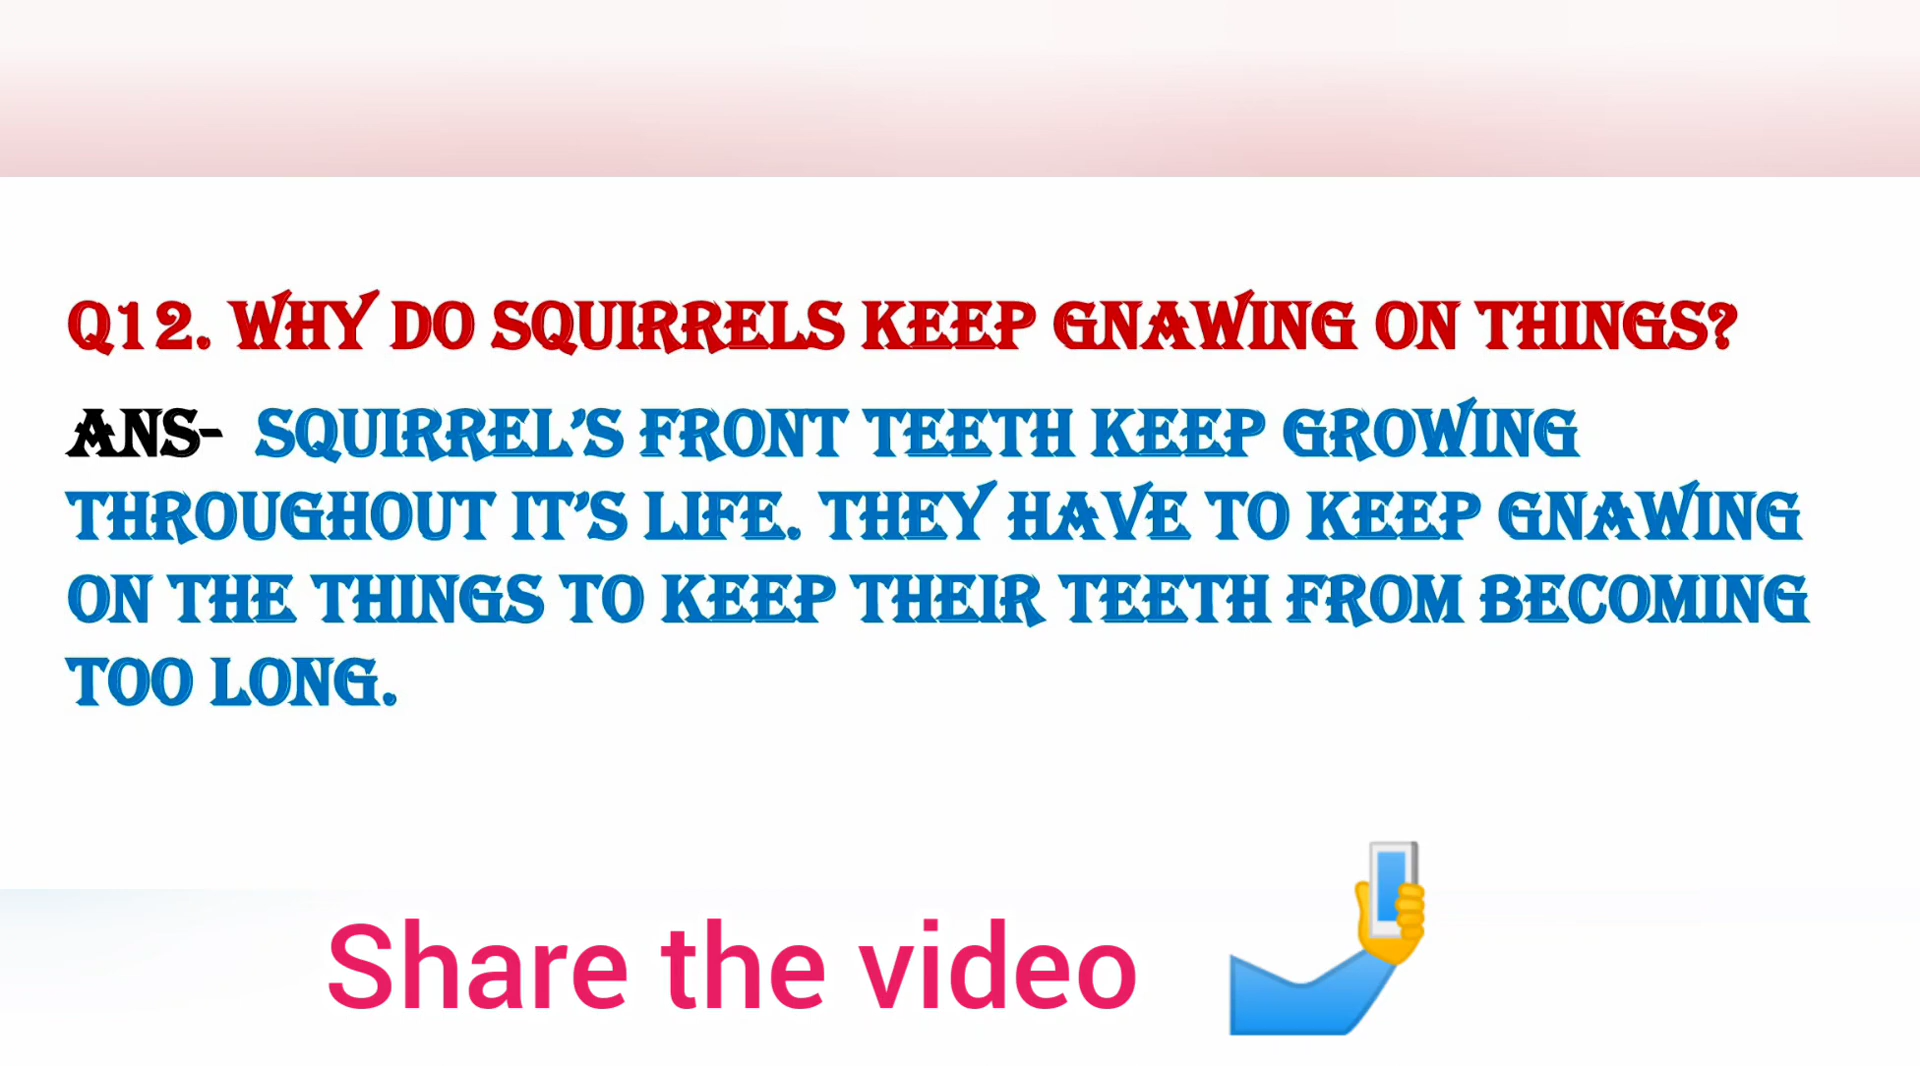 Q12. WHY DO SQUIRRELS KEEP GNAWING ON THINGS?
ANS- SQUIRREL'S FRONT TEETH KEEP GROWING
THROUGHOUT IT'S LIFE. THEY HAVE TO KEEP GNAWING
ON THE THINGS TO KEEP THEIR TEETH FROM BECOMING
TOO LONG.
Share the video